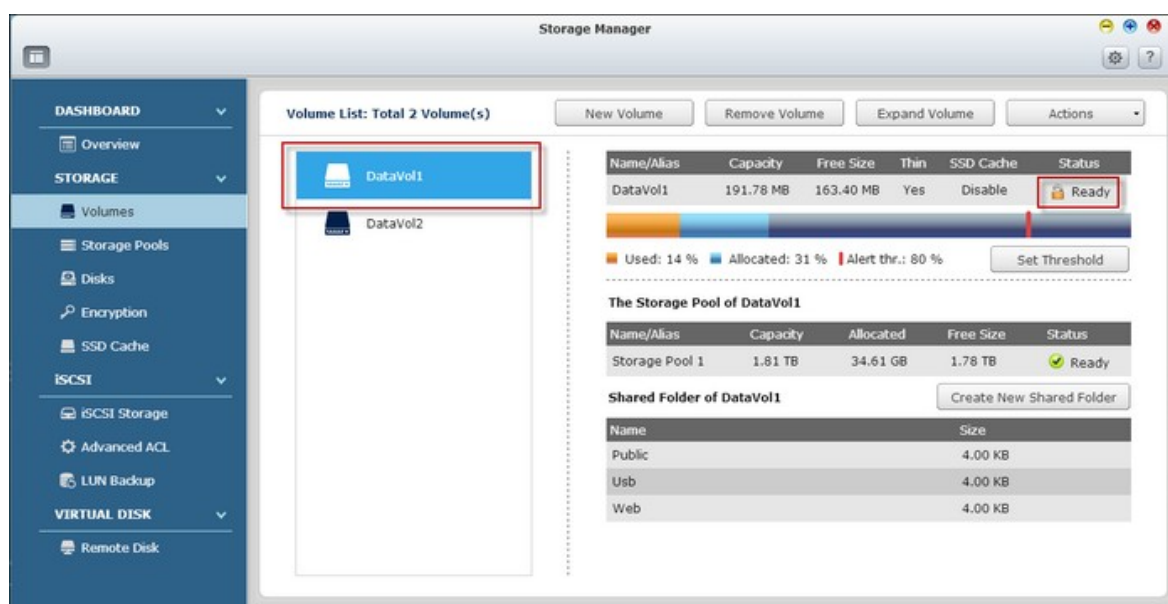 Storage Manager
?
DASHBOARD
Overview
STORAGE
Volumes
Storage Pools
Disks
Encryption
SSD Cache
iSCSI
iSCSI Storage
Advanced ACL
LUN Backup
VIRTUAL DISK
Remote Disk
Volume List: Total 2 Volume(s)
New Volume Remove Volume Expand Volume Actions
DataVol1
DataVol2
Name/Alias Capacity Free Size Thin SSD Cache Status
DataVol1 191.78 MB 163.40 MB Yes Disable Ready
Used: 14 % Allocated: 31 % Alert thr.: 80 % Set Threshold
The Storage Pool of DataVol1
Name/Alias Capacity Allocated Free Size Status
Storage Pool 1 1.81 TB 34.61 GB 1.78 TB Ready
Shared Folder of DataVol1 Create New Shared Folder
Name Size
Public 4.00 KB
Usb 4.00 KB
Web 4.00 KB